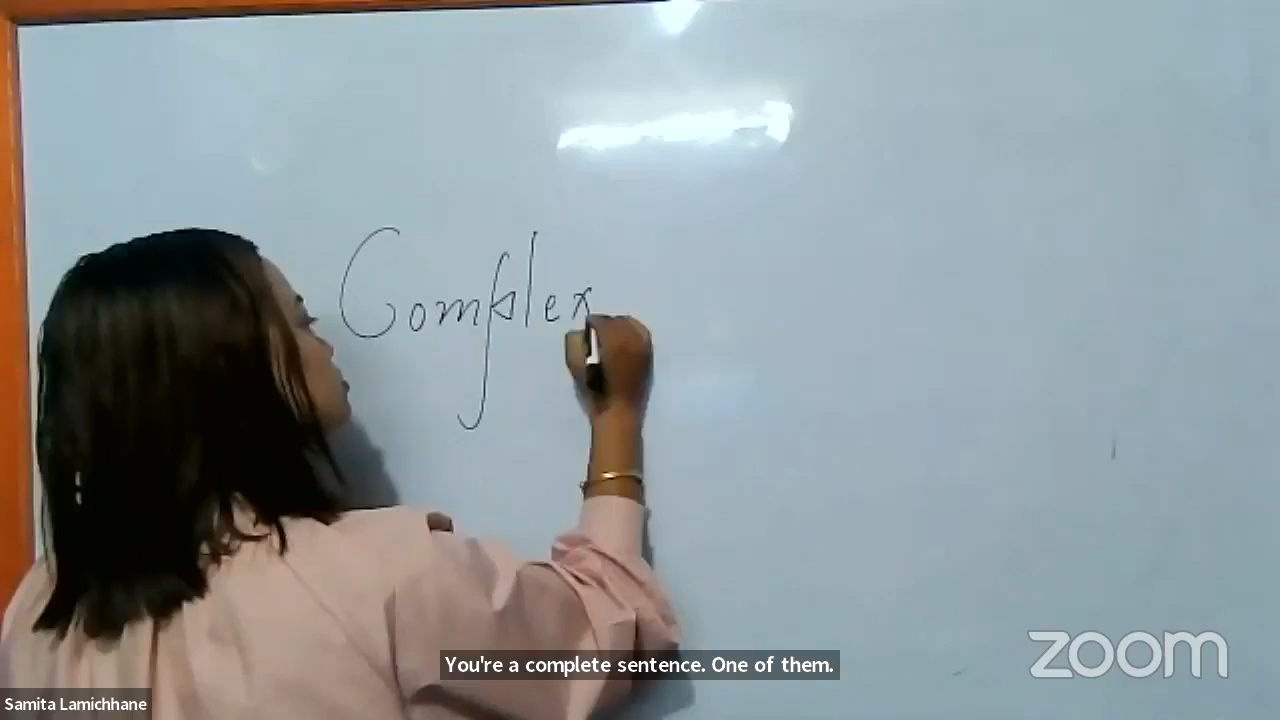 Complex
You're a complete sentence. One of them.
zoom
Samita Lamichhane